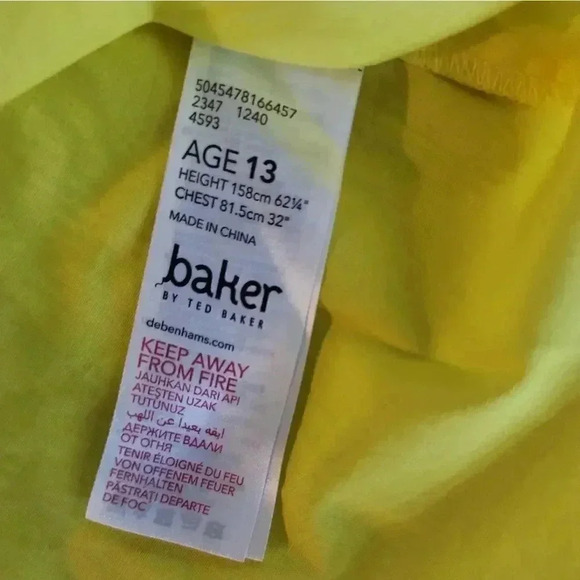 5045478166457
2347 1240
4593
AGE 13
HEIGHT 158cm 62¼"
CHEST 81.5cm 32"
MADE IN CHINA
baker
BY TED BAKER
debenhams.com
KEEP AWAY
FROM FIRE
JAUHKAN DARI API
ATEŞTEN UZAK
TUTUNUZ
ابقه بعيدا عن اللهب
ДЕРЖИТЕ ВДАЛИ
ОТ ОГНЯ
TENIR ÉLOIGNÉ DU FEU
VON OFFENEM FEUER
FERNHALTEN
PĂSTRAȚI DEPARTE
DE FOC